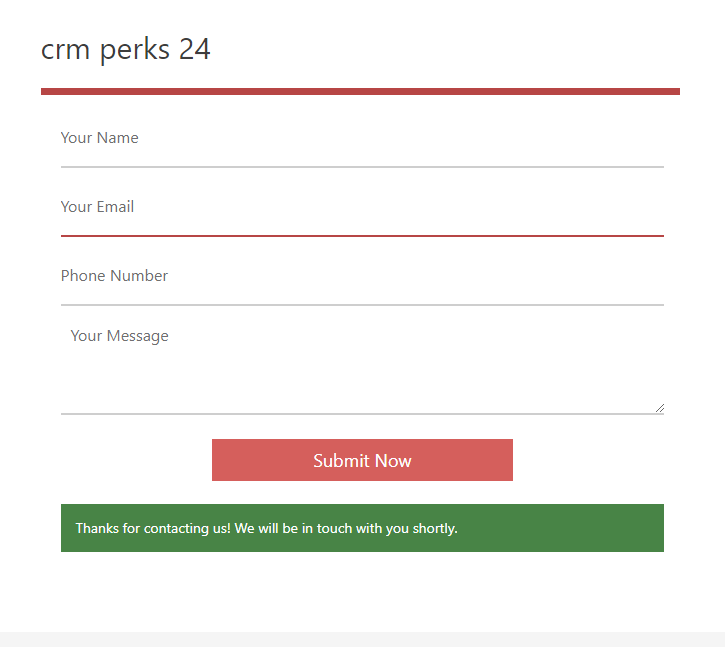 crm perks 24
Your Name
Your Email
Phone Number
Your Message
Submit Now
Thanks for contacting us! We will be in touch with you shortly.